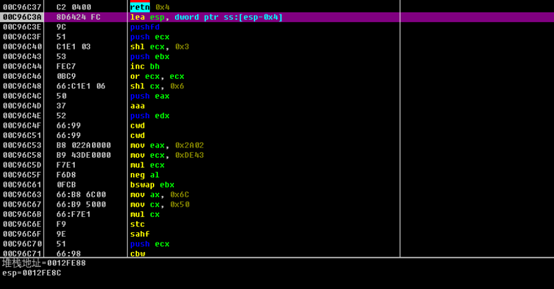 00C96C37 C2 0400 retn 0x4
00C96C3A 8D6424 FC lea esp, dword ptr ss:[esp-0x4]
00C96C3E 9C pushfd
00C96C3F 51 push ecx
00C96C40 C1E1 03 shl ecx, 0x3
00C96C43 53 push ebx
00C96C44 FEC7 inc bh
00C96C46 0BC9 or ecx, ecx
00C96C48 66:C1E1 06 shl cx, 0x6
00C96C4C 50 push eax
00C96C4D 37 aaa
00C96C4E 52 push edx
00C96C4F 66:99 cwd
00C96C51 66:99 cwd
00C96C53 B8 022A0000 mov eax, 0x2A02
00C96C58 B9 43DE0000 mov ecx, 0xDE43
00C96C5D F7E1 mul ecx
00C96C5F F6D8 neg al
00C96C61 0FCB bswap ebx
00C96C63 66:B8 6C00 mov ax, 0x6C
00C96C67 66:B9 5000 mov cx, 0x50
00C96C6B 66:F7E1 mul cx
00C96C6E F9 stc
00C96C6F 9E sahf
00C96C70 51 push ecx
00C96C71 66:98 cbw
堆栈地址=0012FE88
esp=0012FE8C